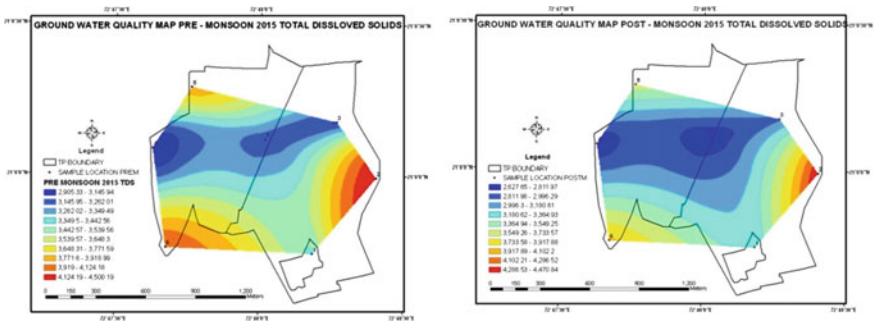 GROUND WATER QUALITY MAP PRE - MONSOON 2015 TOTAL DISSLOVED SOLIDS
Legend
TP BOUNDARY
SAMPLE LOCATION PREM
PRE MONSOON 2015 TDS
2,905.33 - 3,145.94
3,145.95 - 3,262.01
3,262.02 - 3,349.49
3,349.5 - 3,442.56
3,442.57 - 3,539.56
3,539.57 - 3,648.3
3,648.31 - 3,771.59
3,771.6 - 3,918.99
3,919 - 4,124.18
4,124.19 - 4,500.19
0 150 300 600 900 1,200
Meters
GROUND WATER QUALITY MAP POST - MONSOON 2015 TOTAL DISSOLVED SOLIDS
Legend
TP BOUNDARY
SAMPLE LOCATION POSTM
2,627.65 - 2,811.97
2,811.98 - 2,996.29
2,996.3 - 3,180.61
3,180.62 - 3,364.93
3,364.94 - 3,549.25
3,549.26 - 3,733.57
3,733.58 - 3,917.88
3,917.89 - 4,102.2
4,102.21 - 4,286.52
4,286.53 - 4,470.84
0 150 300 600 900 1,200
Meters